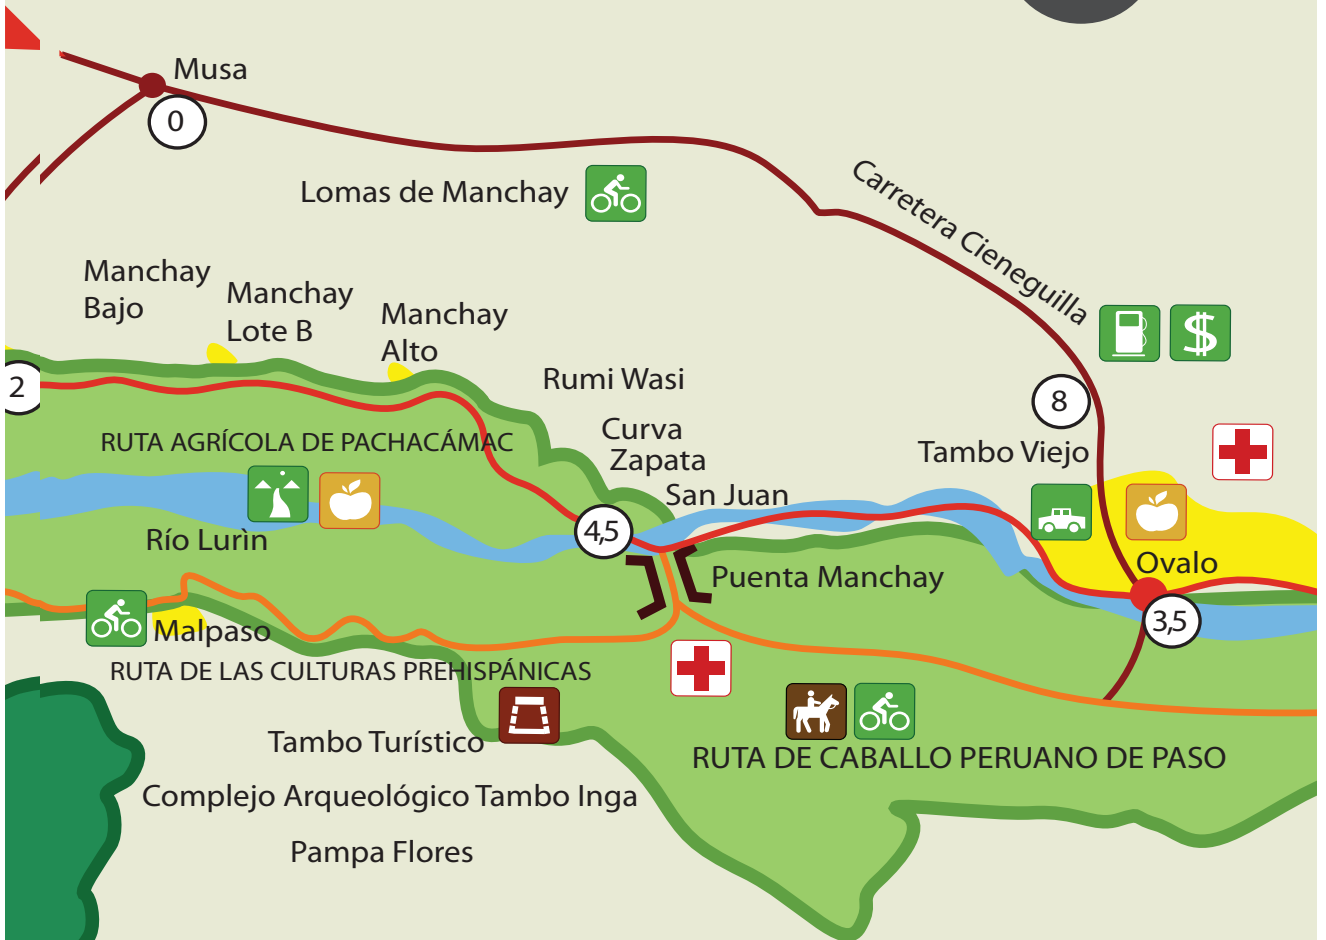 Musa
0
Lomas de Manchay
Carretera Cieneguilla
Manchay
Bajo
Manchay
Lote B
Manchay
Alto
$
2
Rumi Wasi
8
Curva
Zapata
RUTA AGRÍCOLA DE PACHACÁMAC
Tambo Viejo
San Juan
4,5
Río Lurìn
Ovalo
Puenta Manchay
3,5
Malpaso
RUTA DE LAS CULTURAS PREHISPÁNICAS
Tambo Turístico
RUTA DE CABALLO PERUANO DE PASO
Complejo Arqueológico Tambo Inga
Pampa Flores